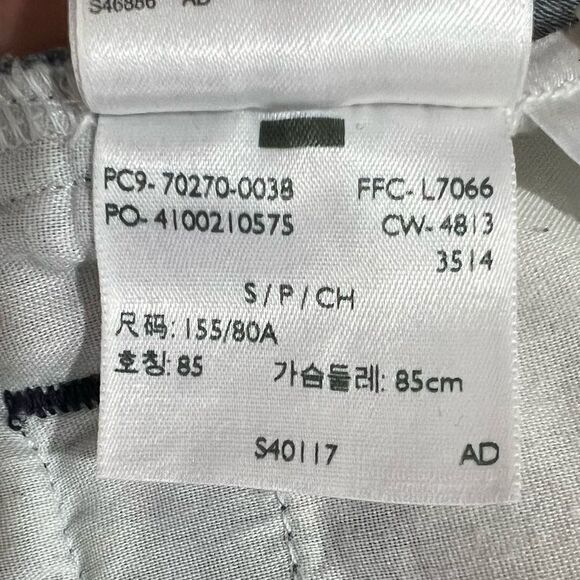 S46886 AD
PC9-70270-0038 FFC-L7066
PO-4100210575 CW-4813
3514
S/P/CH
尺码: 155/80A
호칭: 85 가슴둘레: 85cm
S40117 AD